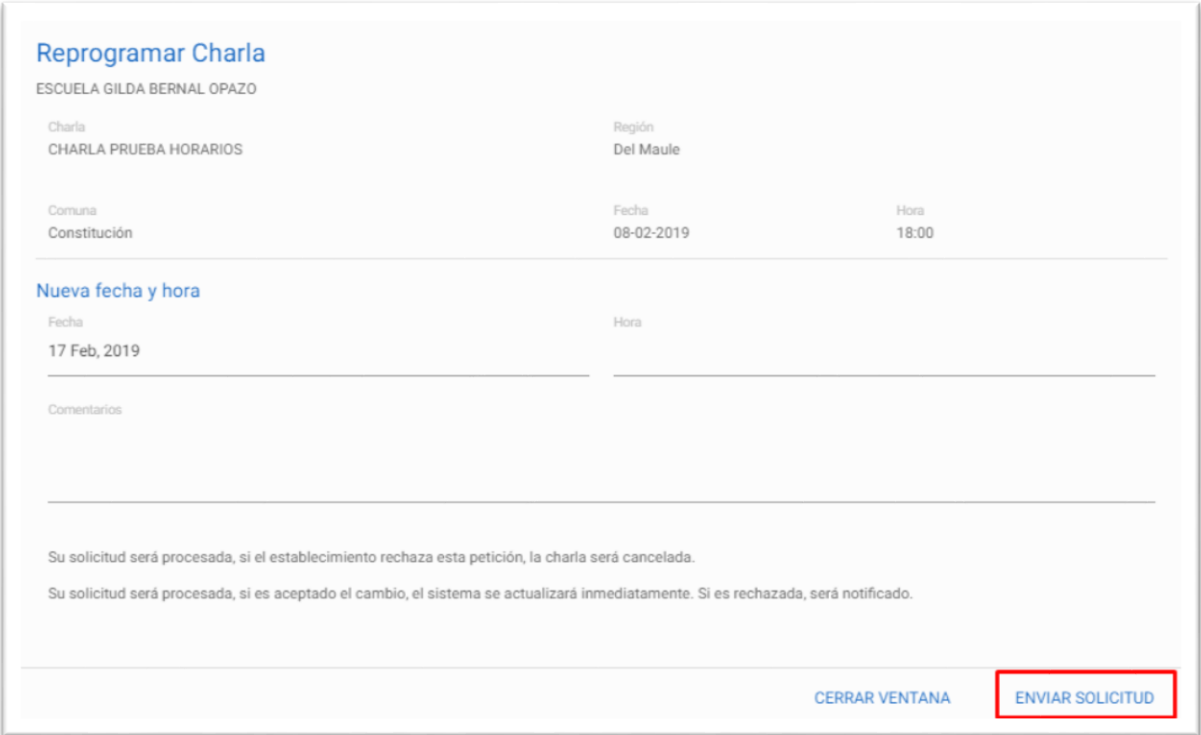 Reprogramar Charla
ESCUELA GILDA BERNAL OPAZO
Charla
Región
CHARLA PRUEBA HORARIOS
Del Maule
Comuna
Fecha
Hora
Constitución
08-02-2019
18:00
Nueva fecha y hora
Fecha
Hora
17 Feb, 2019
Comentarios
Su solicitud será procesada, si el establecimiento rechaza esta petición, la charla será cancelada.
Su solicitud será procesada, si es aceptado el cambio, el sistema se actualizará inmediatamente. Si es rechazada, será notificado.
CERRAR VENTANA
ENVIAR SOLICITUD